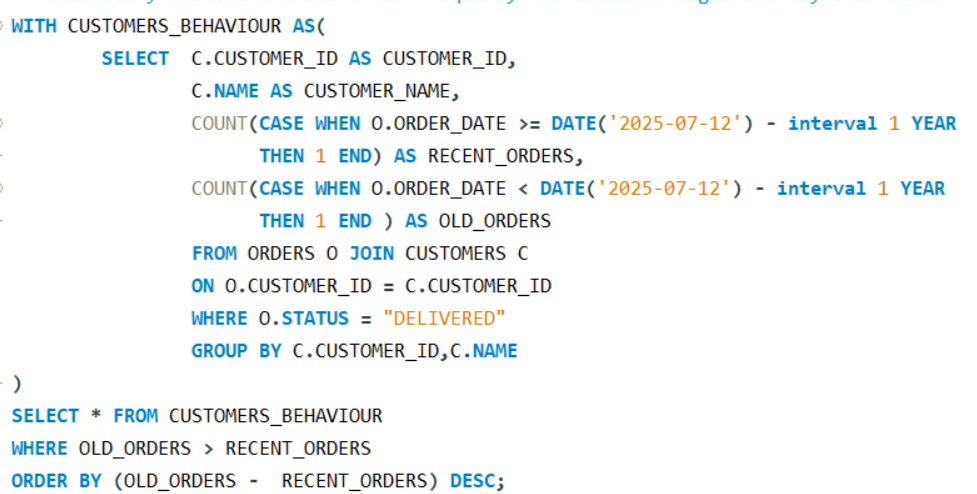 WITH CUSTOMERS_BEHAVIOUR AS(
SELECT C.CUSTOMER_ID AS CUSTOMER_ID,
C.NAME AS CUSTOMER_NAME,
COUNT(CASE WHEN O.ORDER_DATE >= DATE('2025-07-12') - interval 1 YEAR
THEN 1 END) AS RECENT_ORDERS,
COUNT(CASE WHEN O.ORDER_DATE < DATE('2025-07-12') - interval 1 YEAR
THEN 1 END ) AS OLD_ORDERS
FROM ORDERS O JOIN CUSTOMERS C
ON O.CUSTOMER_ID = C.CUSTOMER_ID
WHERE O.STATUS = "DELIVERED"
GROUP BY C.CUSTOMER_ID,C.NAME
)
SELECT * FROM CUSTOMERS_BEHAVIOUR
WHERE OLD_ORDERS > RECENT_ORDERS
ORDER BY (OLD_ORDERS -  RECENT_ORDERS) DESC;